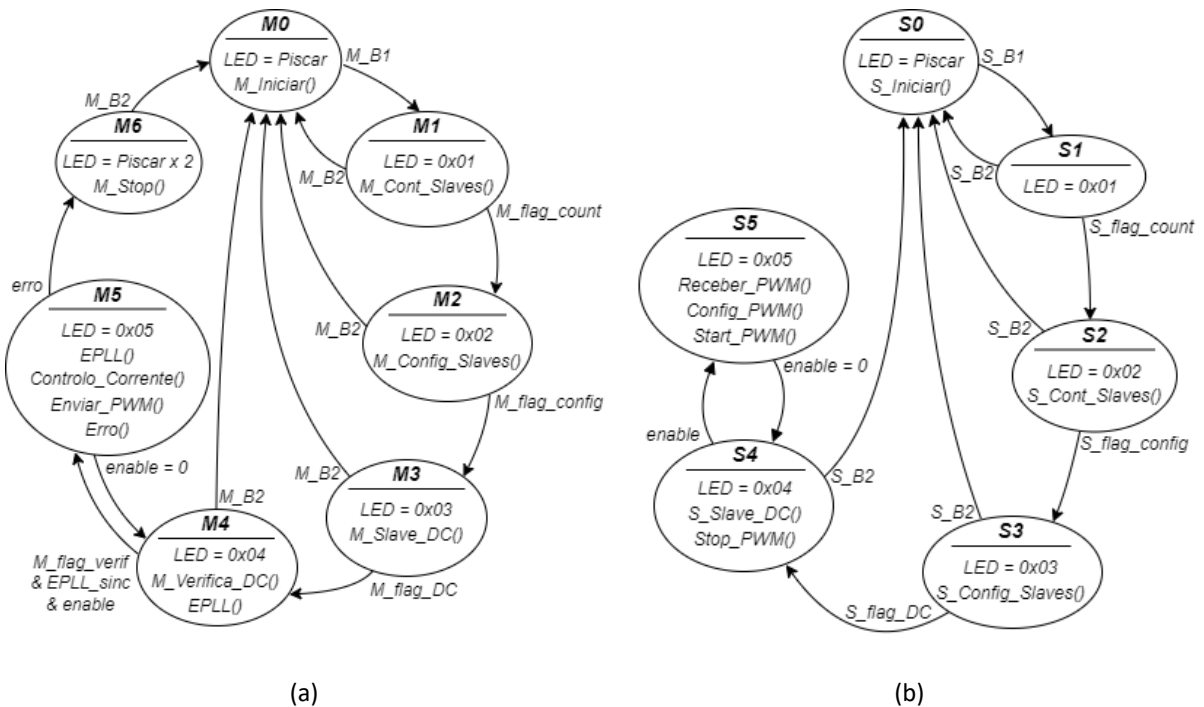 M0
LED = Piscar
M_Iniciar()
M_B1
M_B2
M6
LED = Piscar x 2
M_Stop()
M1
LED = 0x01
M_Cont_Slaves()
M_B2
M_flag_count
erro
M5
LED = 0x05
EPLL()
Controlo_Corrente()
Enviar_PWM()
Erro()
M2
LED = 0x02
M_Config_Slaves()
M_B2
M_flag_config
enable = 0
M3
LED = 0x03
M_Slave_DC()
M_B2
M_B2
M4
LED = 0x04
M_Verifica_DC()
EPLL()
M_flag_verif
& EPLL_sinc
& enable
M_flag_DC
(a)
S0
LED = Piscar
S_Iniciar()
S_B1
S1
LED = 0x01
S_B2
S_flag_count
S5
LED = 0x05
Receber_PWM()
Config_PWM()
Start_PWM()
S_B2
S2
LED = 0x02
S_Cont_Slaves()
enable = 0
enable
S_flag_config
S4
LED = 0x04
S_Slave_DC()
Stop_PWM()
S_B2
S_B2
S3
LED = 0x03
S_Config_Slaves()
S_flag_DC
(b)